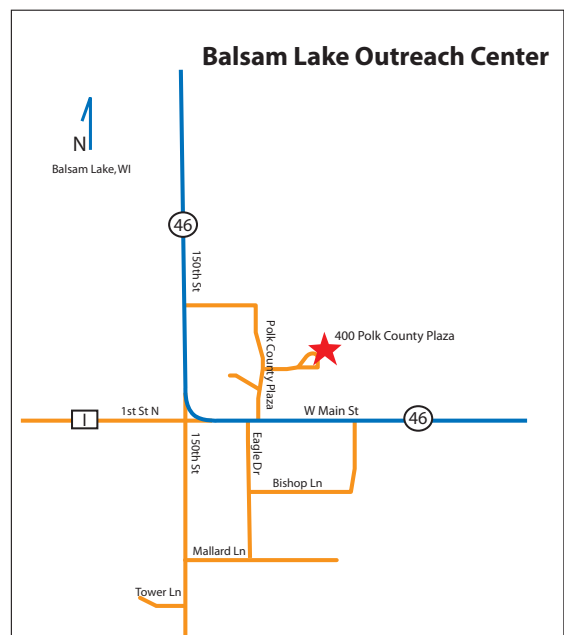 Balsam Lake Outreach Center
N
Balsam Lake, WI
46
150th St
400 Polk County Plaza
Polk County Plaza
1st St N
W Main St
46
I
150th St
Eagle Dr
Bishop Ln
Mallard Ln
Tower Ln